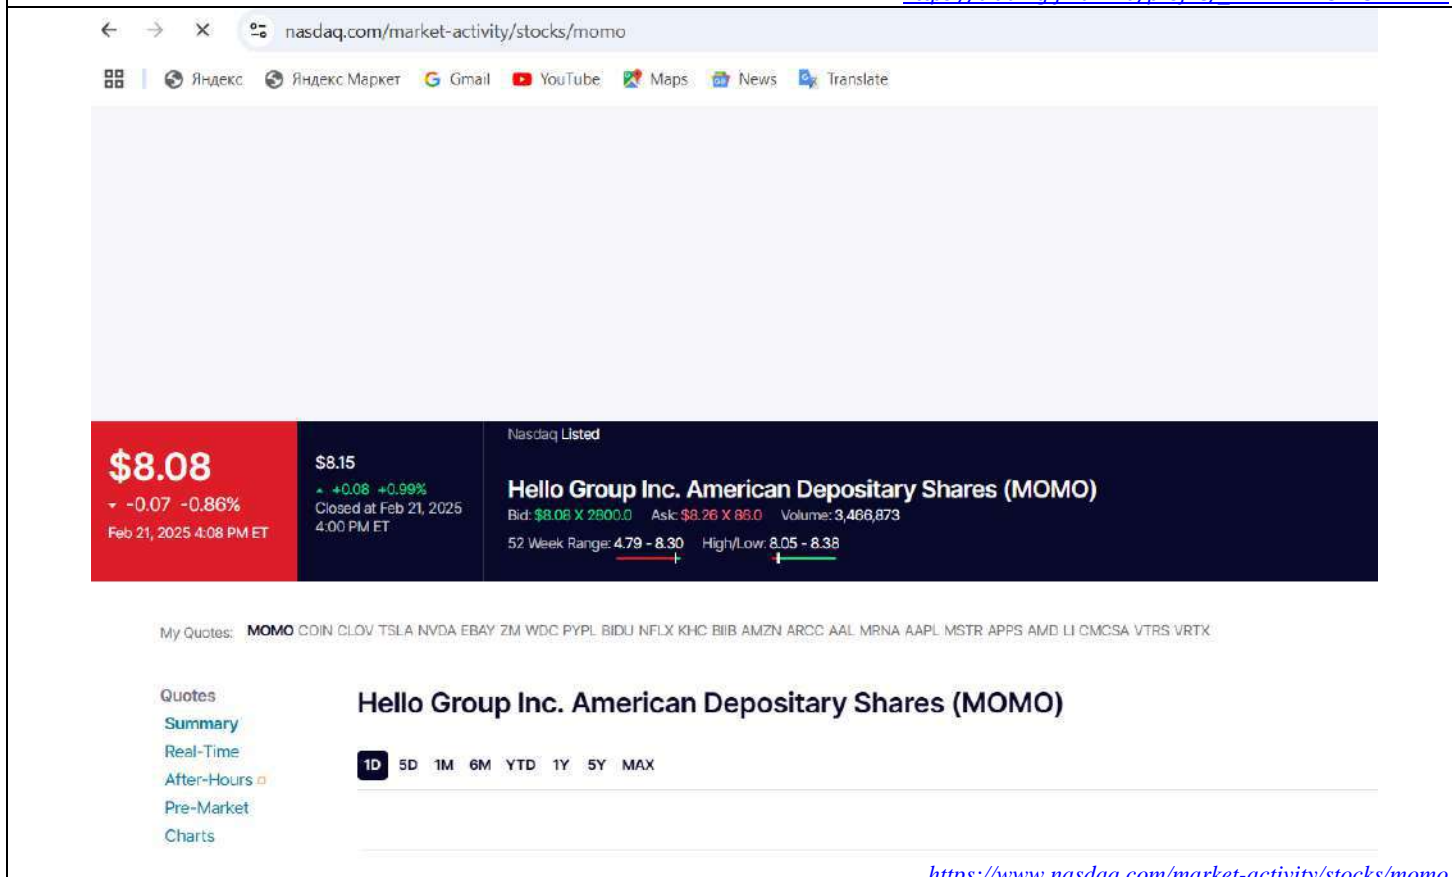 nasdaq.com/market-activity/stocks/momo
Яндекс Яндекс Маркет Gmail YouTube Maps News Translate
$8.08
-0.07 -0.86%
Feb 21, 2025 4:08 PM ET
$8.15
+0.08 +0.99%
Closed at Feb 21, 2025
4:00 PM ET
Nasdaq Listed
Hello Group Inc. American Depositary Shares (MOMO)
Bid: $8.08 X 2800.0 Ask: $8.26 X 86.0 Volume: 3,466,873
52 Week Range: 4.79 - 8.30 High/Low: 8.05 - 8.38
My Quotes: MOMO COIN CLOV TSLA NVDA EBAY ZM WDC PYPL BIDU NFLX KHC BIIB AMZN ARCC AAL MRNA AAPL MSTR APPS AMD LI CMCSA VTRS VRTX
Quotes
Summary
Real-Time
After-Hours
Pre-Market
Charts
Hello Group Inc. American Depositary Shares (MOMO)
1D 5D 1M 6M YTD 1Y 5Y MAX
https://www.nasdaq.com/market-activity/stocks/momo